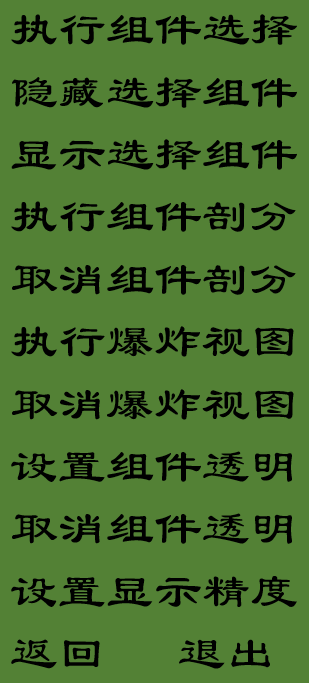 执行组件选择
隐藏选择组件
显示选择组件
执行组件剖分
取消组件剖分
执行爆炸视图
取消爆炸视图
设置组件透明
取消组件透明
设置显示精度
返回 退出